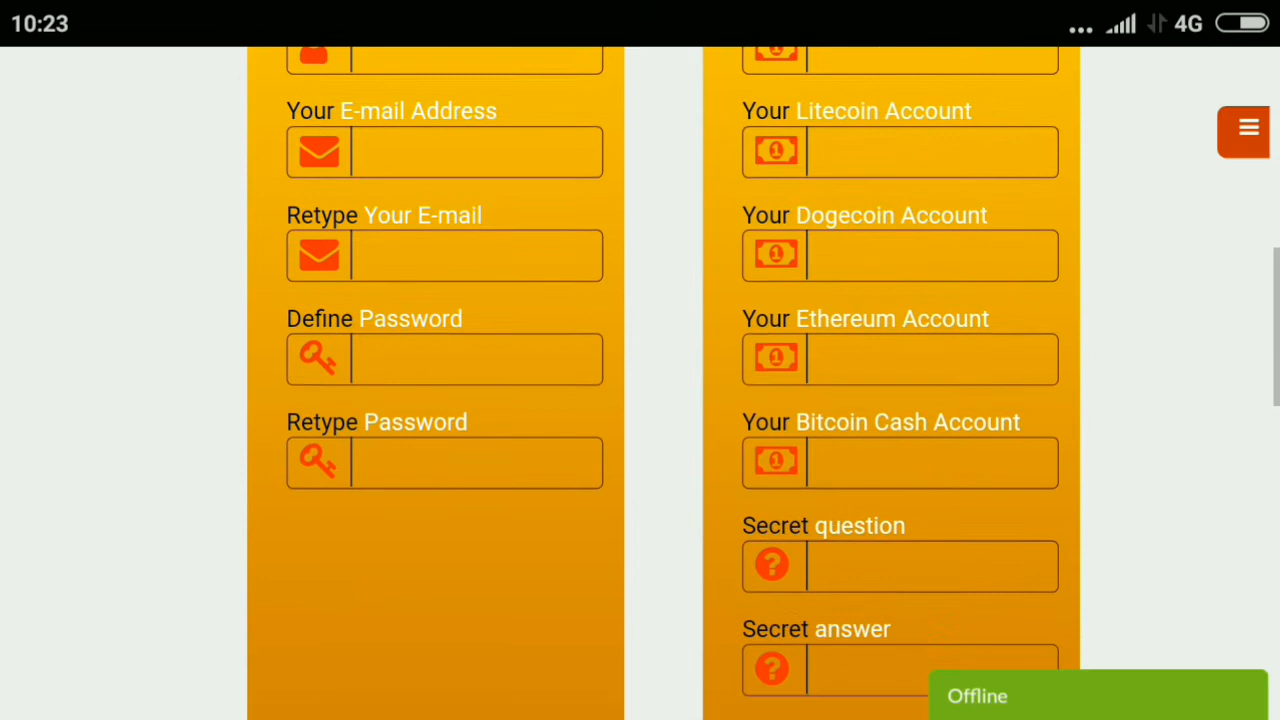 10:23
4G
Your E-mail Address
Retype Your E-mail
Define Password
Retype Password
Your Litecoin Account
Your Dogecoin Account
Your Ethereum Account
Your Bitcoin Cash Account
Secret question
Secret answer
Offline